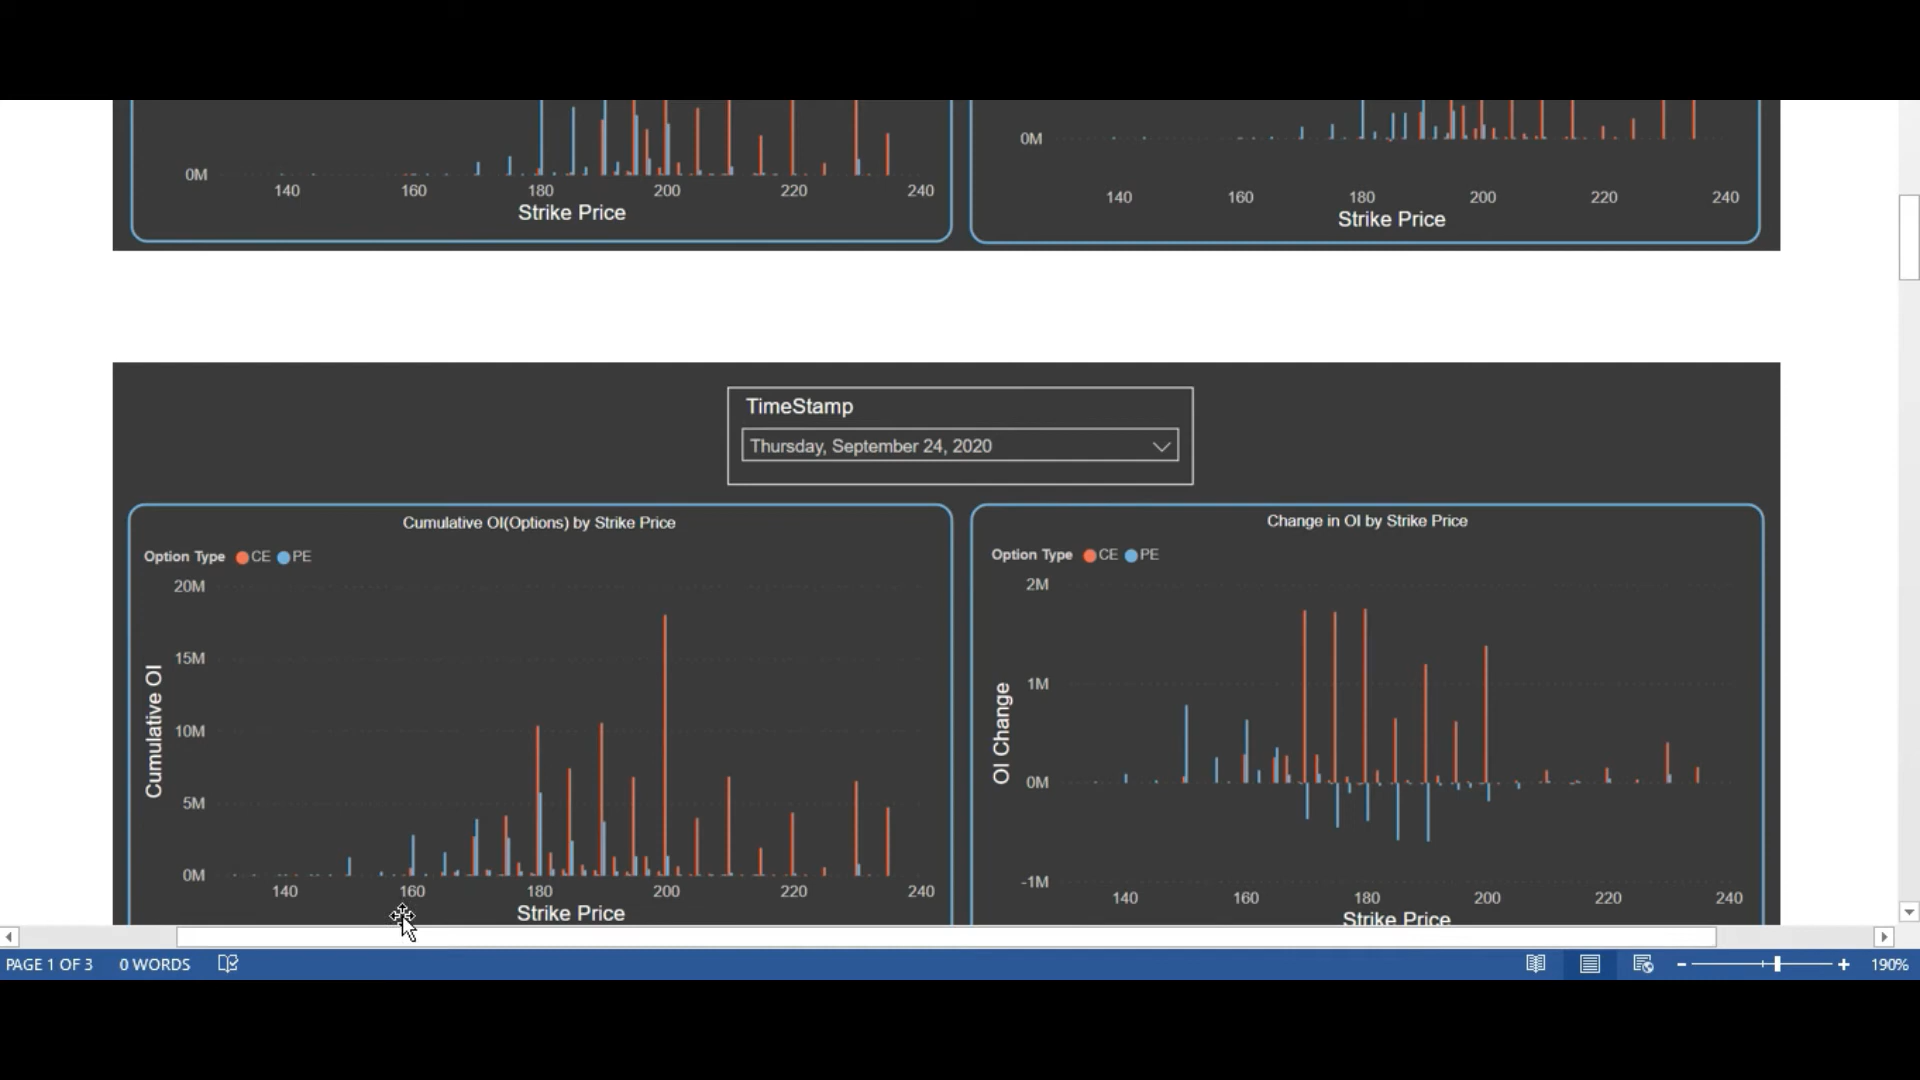 0M
140 160 180 200 220 240
Strike Price
0M
140 160 180 200 220 240
Strike Price
TimeStamp
Thursday, September 24, 2020
Cumulative OI(Options) by Strike Price
Option Type CE PE
20M
15M
10M
5M
0M
Cumulative OI
140 160 180 200 220 240
Strike Price
Change in OI by Strike Price
Option Type CE PE
2M
1M
0M
-1M
OI Change
140 160 180 200 220 240
Strike Price
PAGE 1 OF 3 0 WORDS 190%